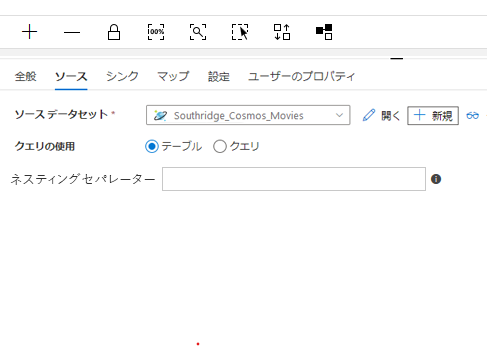 100%
全般 ソース シンク マップ 設定 ユーザーのプロパティ
ソース データセット * Southridge_Cosmos_Movies 開く 新規
クエリの使用 テーブル クエリ
ネスティング セパレーター